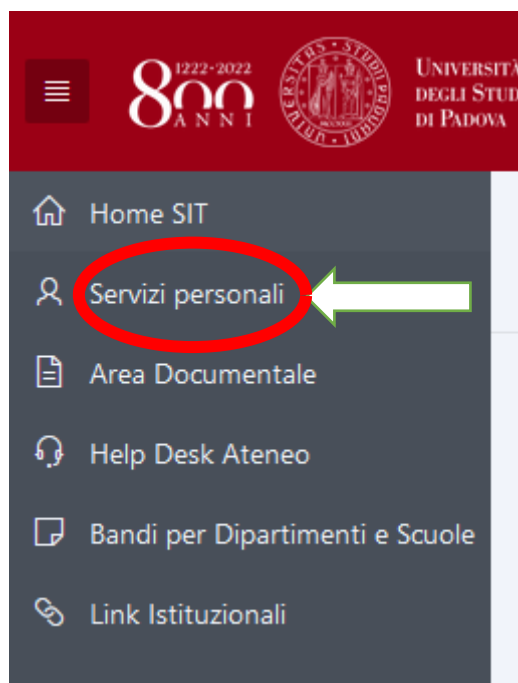 1222-2022
800
ANNI
UNIVERSITÀ
DEGLI STUD
DI PADOVA
Home SIT
Servizi personali
Area Documentale
Help Desk Ateneo
Bandi per Dipartimenti e Scuole
Link Istituzionali